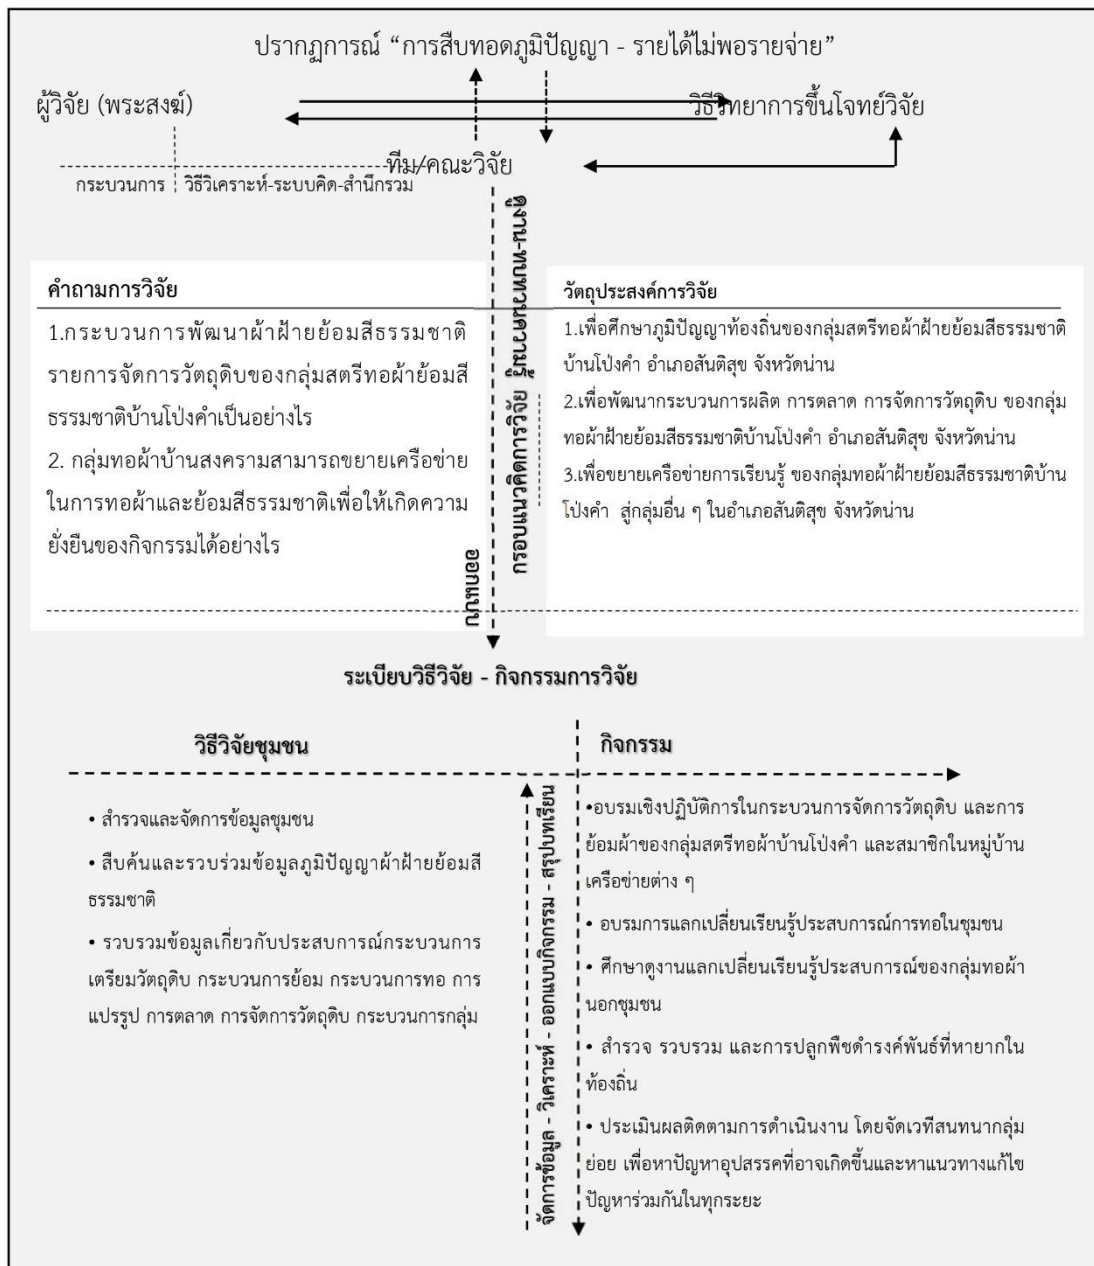 ปรากฏการณ์ “การสืบทอดภูมิปัญญา - รายได้ไม่พอรายจ่าย”
ผู้วิจัย (พระสงฆ์)
วิธีวิทยาการขึ้นโจทย์วิจัย
ทีม/คณะวิจัย
กระบวนการ
วิธีวิเคราะห์-ระบบคิด-สำนึกรวม
ดูงาน-ทบทวนความรู้
กรอบแนวคิดการวิจัย
ออกแบบ
คำถามการวิจัย
1.กระบวนการพัฒนาผ้าฝ้ายย้อมสีธรรมชาติ
รายการจัดการวัตถุดิบของกลุ่มสตรีทอผ้าย้อมสี
ธรรมชาติบ้านโป่งคำเป็นอย่างไร
2. กลุ่มทอผ้าบ้านสงครามสามารถขยายเครือข่าย
ในการทอผ้าและย้อมสีธรรมชาติเพื่อให้เกิดความ
ยั่งยืนของกิจกรรมได้อย่างไร
วัตถุประสงค์การวิจัย
1.เพื่อศึกษาภูมิปัญญาท้องถิ่นของกลุ่มสตรีทอผ้าฝ้ายย้อมสีธรรมชาติ
บ้านโป่งคำ อำเภอสันติสุข จังหวัดน่าน
2.เพื่อพัฒนากระบวนการผลิต การตลาด การจัดการวัตถุดิบ ของกลุ่ม
ทอผ้าฝ้ายย้อมสีธรรมชาติบ้านโป่งคำ อำเภอสันติสุข จังหวัดน่าน
3.เพื่อขยายเครือข่ายการเรียนรู้ ของกลุ่มทอผ้าฝ้ายย้อมสีธรรมชาติบ้าน
โป่งคำ สู่กลุ่มอื่น ๆ ในอำเภอสันติสุข จังหวัดน่าน
ระเบียบวิธีวิจัย - กิจกรรมการวิจัย
วิธีวิจัยชุมชน
• สำรวจและจัดการข้อมูลชุมชน
• สืบค้นและรวบร่วมข้อมูลภูมิปัญญาผ้าฝ้ายย้อมสี
ธรรมชาติ
• รวบรวมข้อมูลเกี่ยวกับประสบการณ์กระบวนการ
เตรียมวัตถุดิบ กระบวนการย้อม กระบวนการทอ การ
แปรรูป การตลาด การจัดการวัตถุดิบ กระบวนการกลุ่ม
จัดการข้อมูล - วิเคราะห์ - ออกแบบกิจกรรม - สรุปบทเรียน
กิจกรรม
•อบรมเชิงปฏิบัติการในกระบวนการจัดการวัตถุดิบ และการ
ย้อมผ้าของกลุ่มสตรีทอผ้าบ้านโป่งคำ และสมาชิกในหมู่บ้าน
เครือข่ายต่าง ๆ
• อบรมการแลกเปลี่ยนเรียนรู้ประสบการณ์การทอในชุมชน
• ศึกษาดูงานแลกเปลี่ยนเรียนรู้ประสบการณ์ของกลุ่มทอผ้า
นอกชุมชน
• สำรวจ รวบรวม และการปลูกพืชดำรงค์พันธ์ที่หายากใน
ท้องถิ่น
• ประเมินผลติดตามการดำเนินงาน โดยจัดเวทีสนทนากลุ่ม
ย่อย เพื่อหาปัญหาอุปสรรคที่อาจเกิดขึ้นและหาแนวทางแก้ไข
ปัญหาร่วมกันในทุกระยะ